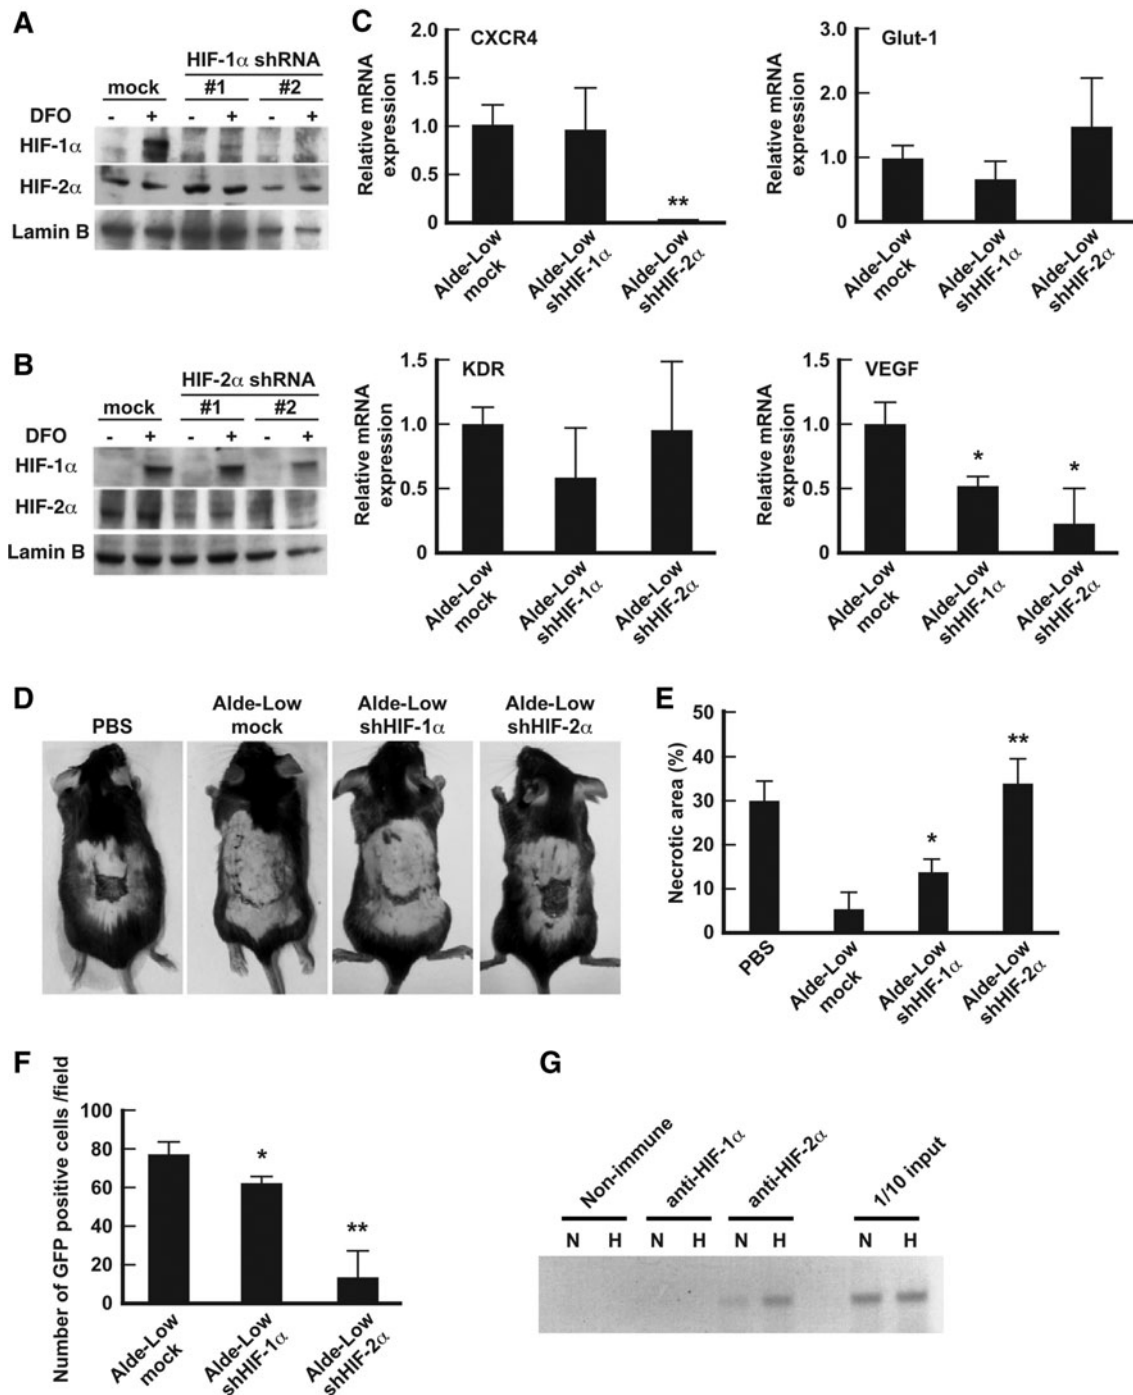 A
HIF-1α shRNA
mock #1 #2
DFO - + - + - +
HIF-1α
HIF-2α
Lamin B
B
HIF-2α shRNA
mock #1 #2
DFO - + - + - +
HIF-1α
HIF-2α
Lamin B
C
CXCR4
Relative mRNA
expression
2.0
1.5
1.0
0.5
0
**
Alde-Low
mock
Alde-Low
shHIF-1α
Alde-Low
shHIF-2α
Glut-1
Relative mRNA
expression
3.0
2.0
1.0
0
Alde-Low
mock
Alde-Low
shHIF-1α
Alde-Low
shHIF-2α
KDR
Relative mRNA
expression
1.5
1.0
0.5
0
Alde-Low
mock
Alde-Low
shHIF-1α
Alde-Low
shHIF-2α
VEGF
Relative mRNA
expression
1.5
1.0
0.5
0
*
*
Alde-Low
mock
Alde-Low
shHIF-1α
Alde-Low
shHIF-2α
D
PBS
Alde-Low
mock
Alde-Low
shHIF-1α
Alde-Low
shHIF-2α
E
Necrotic area (%)
50
40
30
20
10
0
*
**
PBS
Alde-Low
mock
Alde-Low
shHIF-1α
Alde-Low
shHIF-2α
F
Number of GFP positive cells /field
100
80
60
40
20
0
*
**
Alde-Low
mock
Alde-Low
shHIF-1α
Alde-Low
shHIF-2α
G
Non-immune
anti-HIF-1α
anti-HIF-2α
1/10 input
N H N H N H N H